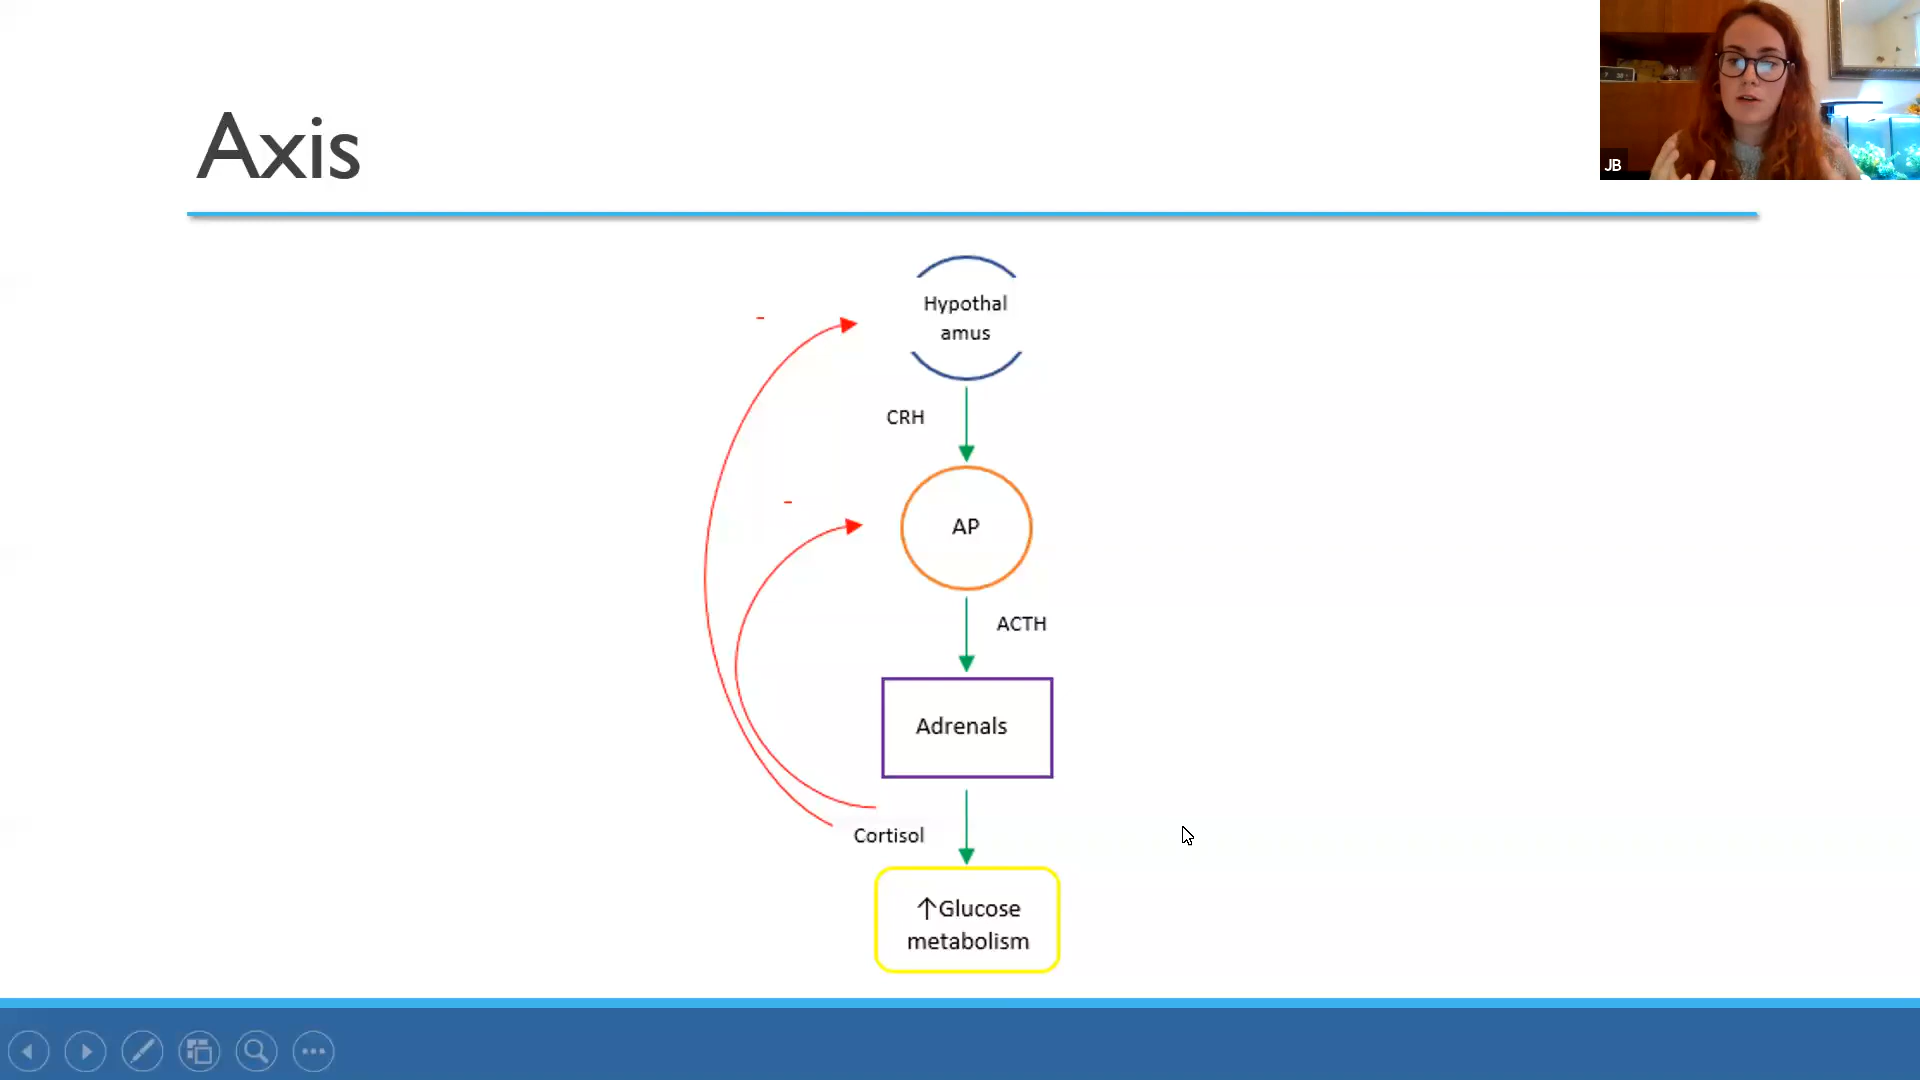 Axis
JB
Hypothal
amus
-
CRH
-
AP
ACTH
Adrenals
Cortisol
↑Glucose
metabolism